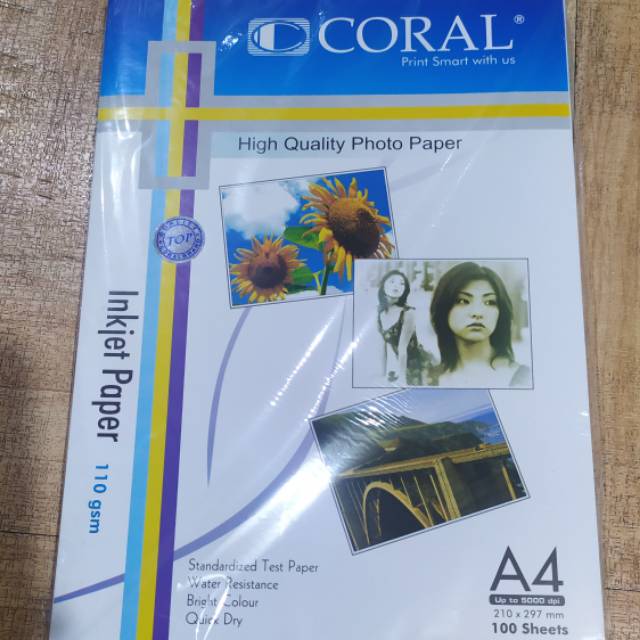 CORAL®
Print Smart with us
High Quality Photo Paper
TOP
Inkjet Paper
110 gsm
Standardized Test Paper
Water Resistance
Bright Colour
Quick Dry
A4
Up to 5000 dpi
210 x 297 mm
100 Sheets